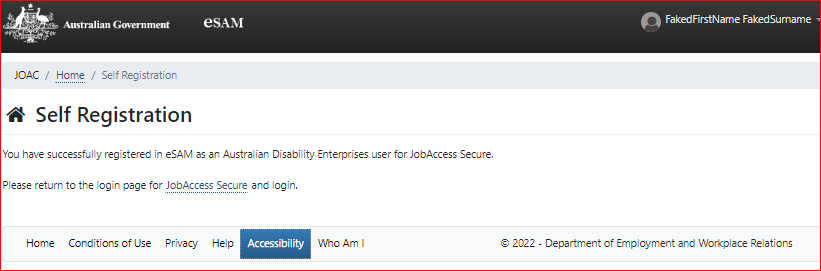 Australian Government eSAM FakedFirstName FakedSurname
JOAC / Home / Self Registration
Self Registration
You have successfully registered in eSAM as an Australian Disability Enterprises user for JobAccess Secure.
Please return to the login page for JobAccess Secure and login.
Home Conditions of Use Privacy Help Accessibility Who Am I © 2022 - Department of Employment and Workplace Relations